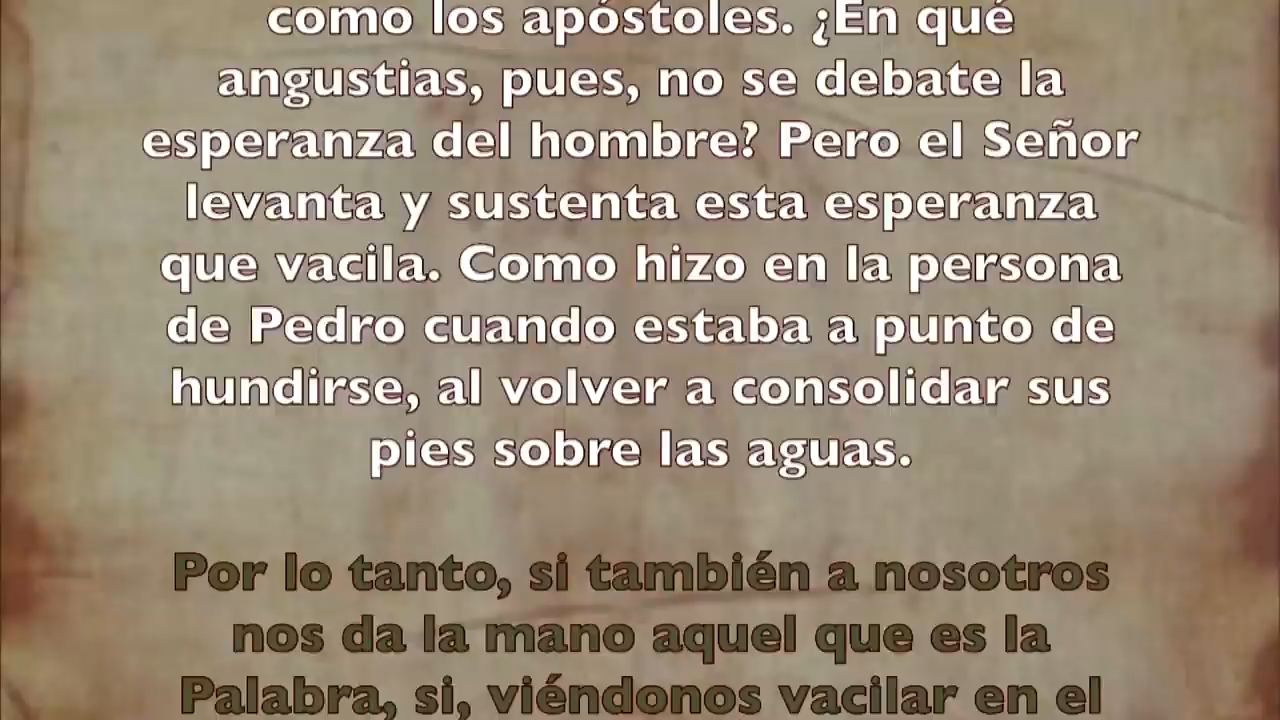 como los apóstoles. ¿En qué
angustias, pues, no se debate la
esperanza del hombre? Pero el Señor
levanta y sustenta esta esperanza
que vacila. Como hizo en la persona
de Pedro cuando estaba a punto de
hundirse, al volver a consolidar sus
pies sobre las aguas.
Por lo tanto, si también a nosotros
nos da la mano aquel que es la
Palabra, si, viéndonos vacilar en el